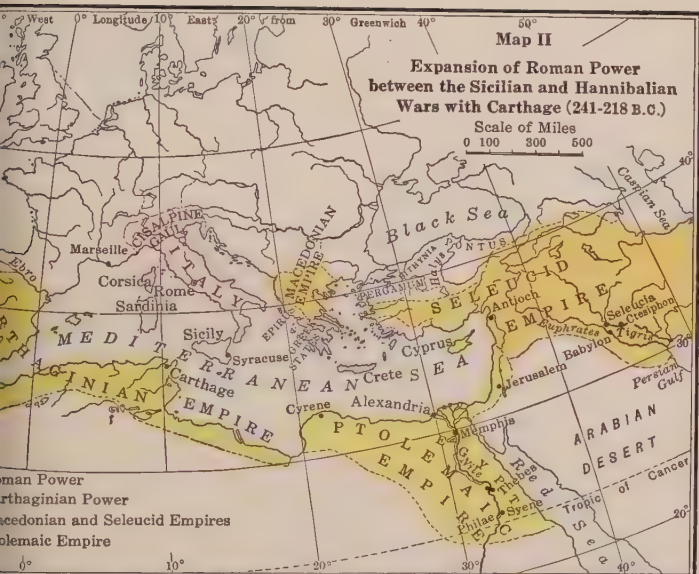 West 0° Longitude 10° East 20° from 30 Greenwich 40° 50°
Map II
Expansion of Roman Power
between the Sicilian and Hannibalian
Wars with Carthage (241-218 B.C.)
Scale of Miles
0 100 300 500
40°
Caspian Sea
Black Sea
CISALPINE
GAUL
MACEDONIAN
EMPIRE
BITHYNIA
PONTUS
Halys
Marseille
Ebro
ITALY
PERGAMUM
SELEUCID
EMPIRE
Corsica
Rome
Sardinia
EPIRUS
GREEK
STATES
Antioch
Seleucia
Ctesiphon
Euphrates
Tigris
Babylon
30
Persian
Gulf
MEDITERRANEAN SEA
Sicily
Syracuse
Cyprus
Crete
Carthage
RTHAGINIAN EMPIRE
Jerusalem
Cyrene
Alexandria
Memphis
ARABIAN
DESERT
PTOLEMAIC
EMPIRE
EGYPT
Nile
Thebes
Red Sea
Tropic of Cancer
Philae
Syene
20°
oman Power
arthaginian Power
acedonian and Seleucid Empires
olemaic Empire
0° 10° 20° 30° 40°